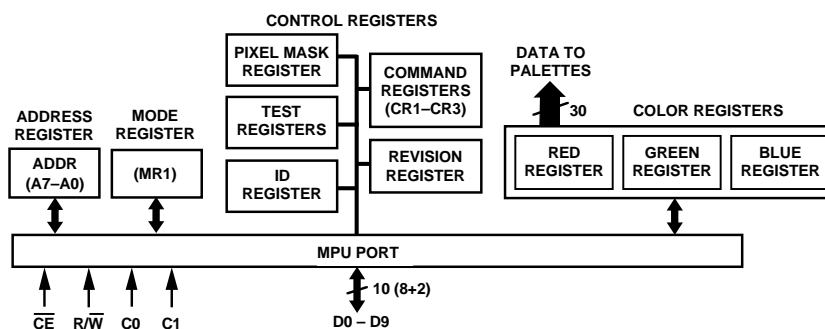 CONTROL REGISTERS
PIXEL MASK
REGISTER
COMMAND
REGISTERS
(CR1–CR3)
TEST
REGISTERS
ID
REGISTER
REVISION
REGISTER
DATA TO
PALETTES
30
COLOR REGISTERS
RED
REGISTER
GREEN
REGISTER
BLUE
REGISTER
ADDRESS
REGISTER
ADDR
(A7–A0)
MODE
REGISTER
(MR1)
MPU PORT
10 (8+2)
CE
R/W
C0
C1
D0 – D9